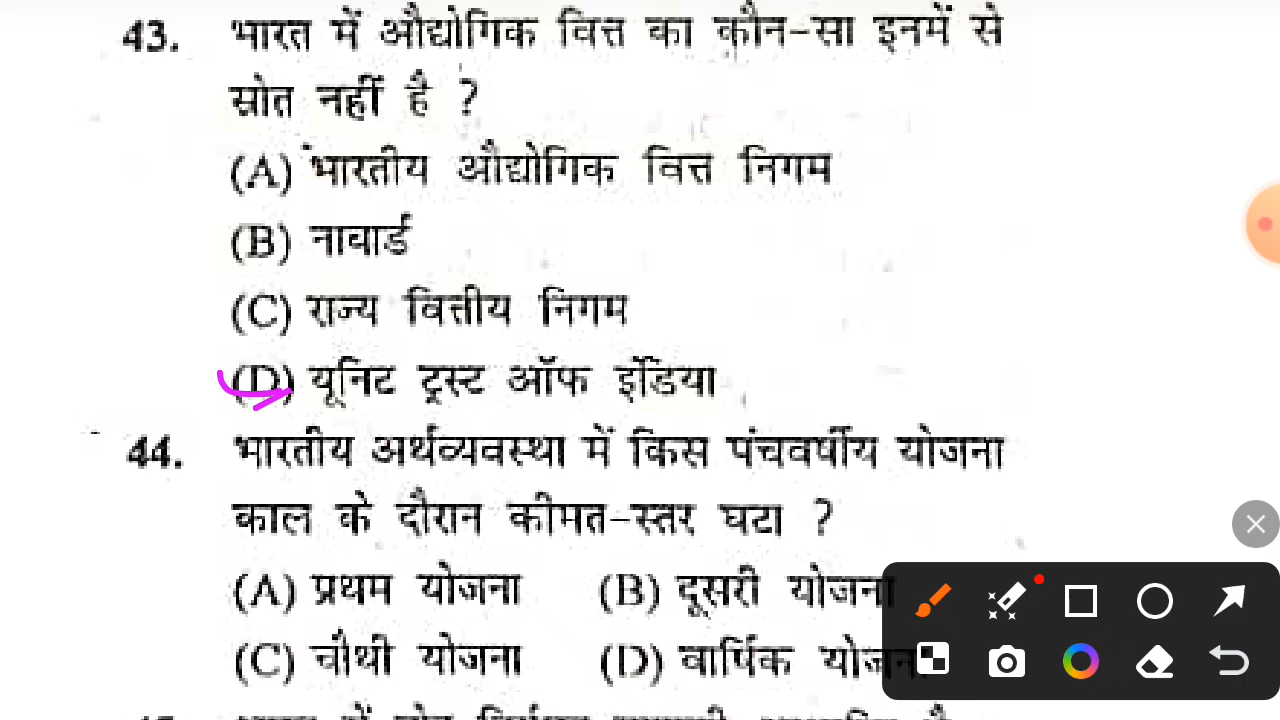 43. भारत में औद्योगिक वित्त का कौन-सा इनमें से
स्रोत नहीं है ?
(A) भारतीय औद्योगिक वित्त निगम
(B) नाबार्ड
(C) राज्य वित्तीय निगम
(D) यूनिट ट्रस्ट ऑफ इंडिया
44. भारतीय अर्थव्यवस्था में किस पंचवर्षीय योजना
काल के दौरान कीमत-स्तर घटा ?
(A) प्रथम योजना (B) दूसरी योजना
(C) चौथी योजना (D) वार्षिक योजना